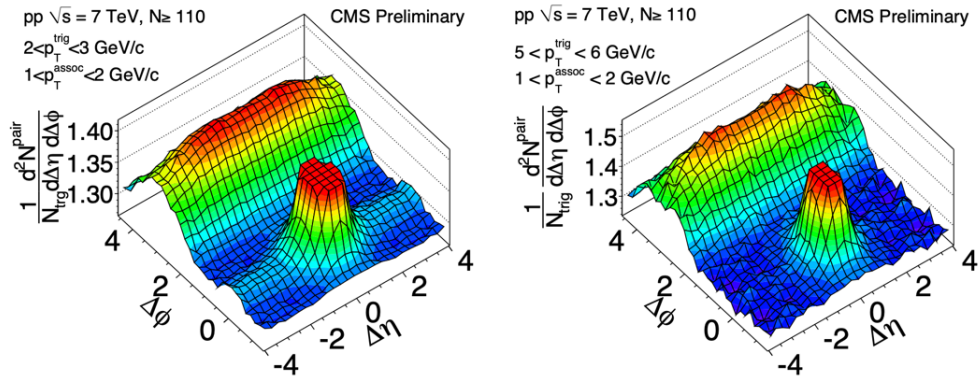 pp √s = 7 TeV, N≥ 110 CMS Preliminary
2<p_T^trig<3 GeV/c
1<p_T^assoc<2 GeV/c
1/N_trg d²N^pair/dΔη dΔφ
1.40
1.35
1.30
4
2
0
Δφ
-4
-2
0
2
4
Δη
pp √s = 7 TeV, N≥ 110 CMS Preliminary
5 < p_T^trig < 6 GeV/c
1 < p_T^assoc < 2 GeV/c
1/N_trig d²N^pair/dΔη dΔφ
1.5
1.4
1.3
4
2
0
Δφ
-4
-2
0
2
4
Δη